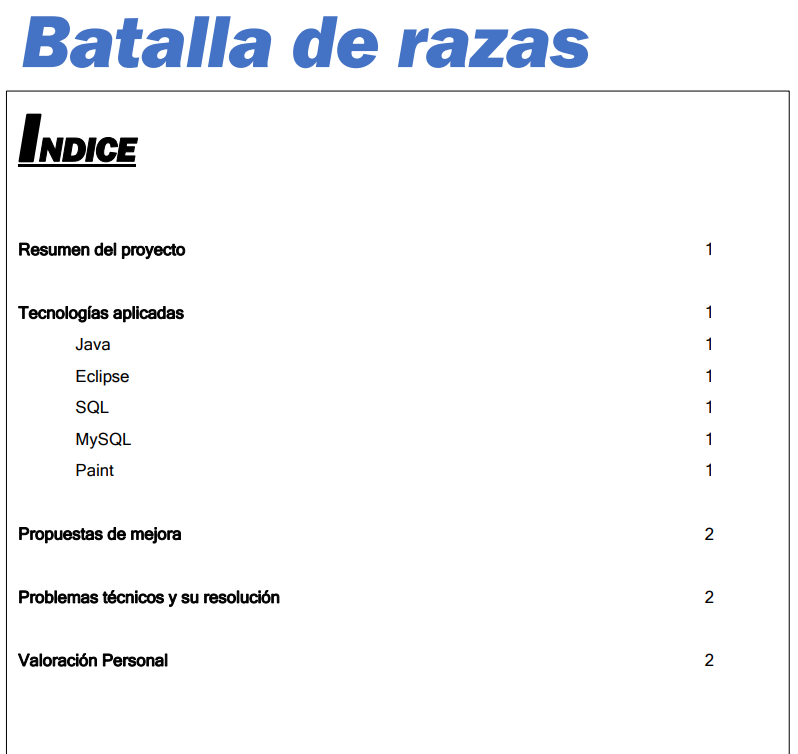 Batalla de razas
INDICE
Resumen del proyecto 1
Tecnologías aplicadas 1
Java 1
Eclipse 1
SQL 1
MySQL 1
Paint 1
Propuestas de mejora 2
Problemas técnicos y su resolución 2
Valoración Personal 2